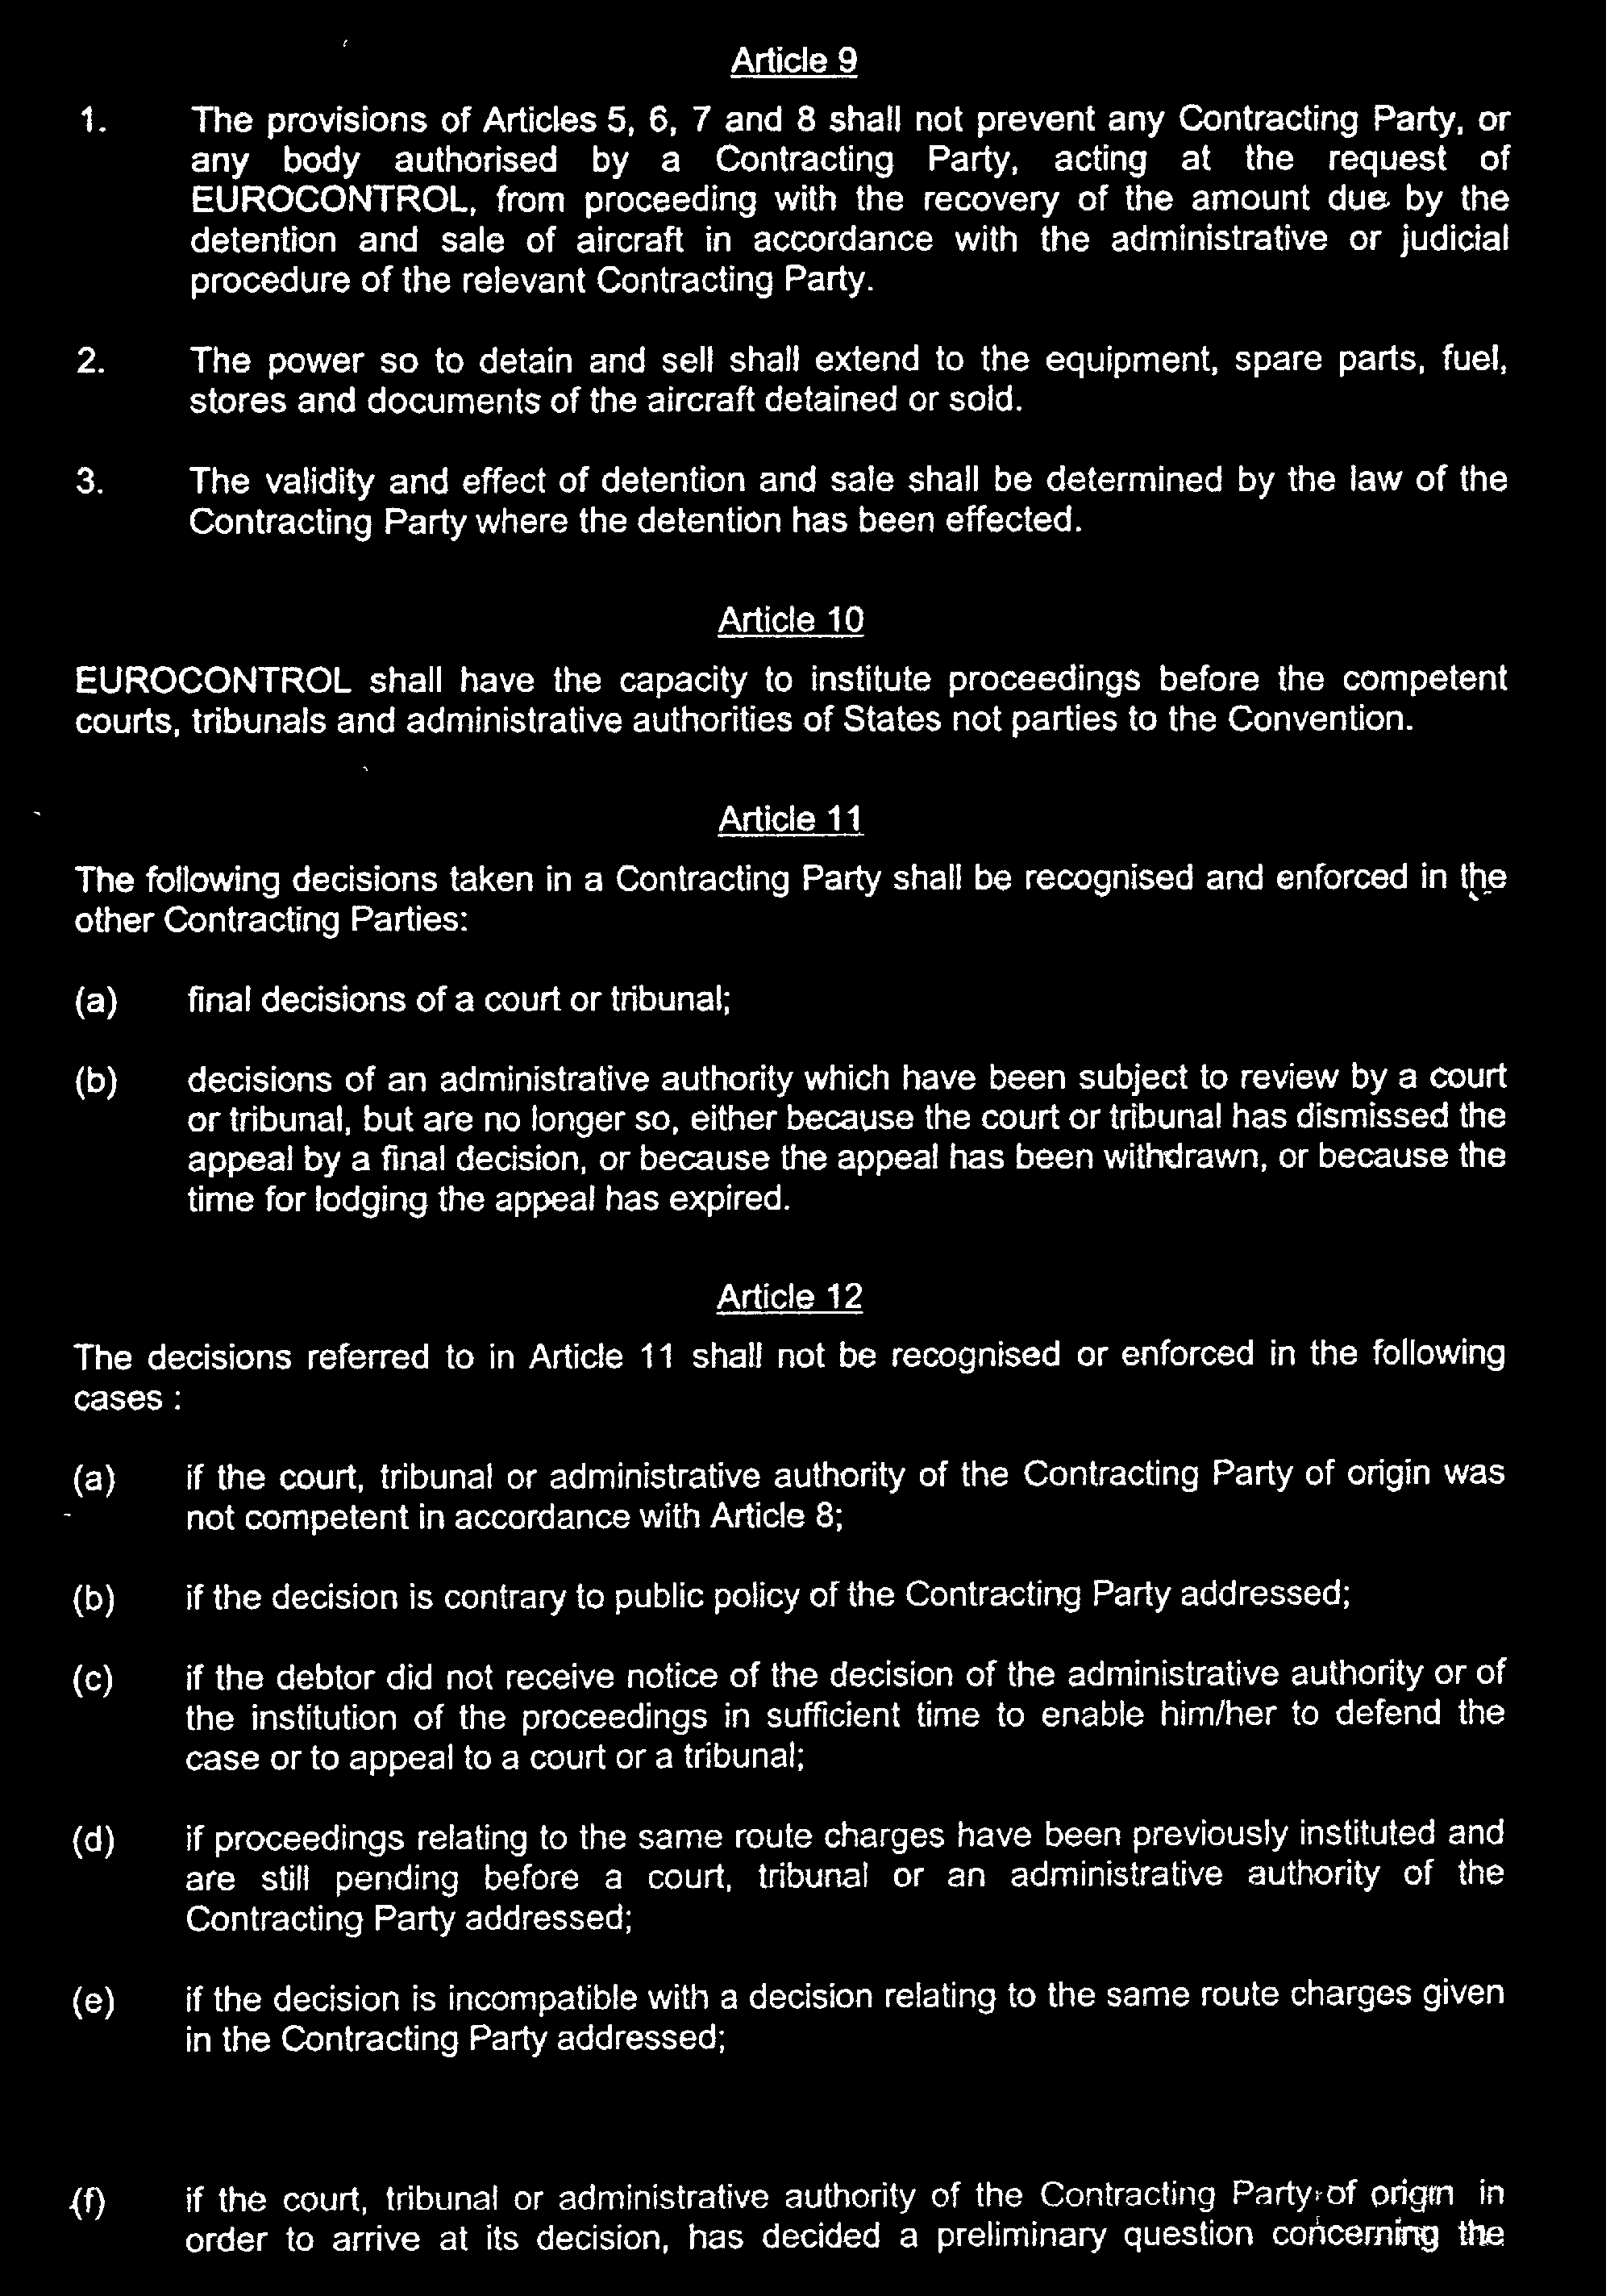 Article 9
1. The provisions of Articles 5, 6, 7 and 8 shall not prevent any Contracting Party, or
any body authorised by a Contracting Party, acting at the request of
EUROCONTROL, from proceeding with the recovery of the amount due by the
detention and sale of aircraft in accordance with the administrative or judicial
procedure of the relevant Contracting Party.
2. The power so to detain and sell shall extend to the equipment, spare parts, fuel,
stores and documents of the aircraft detained or sold.
3. The validity and effect of detention and sale shall be determined by the law of the
Contracting Party where the detention has been effected.
Article 10
EUROCONTROL shall have the capacity to institute proceedings before the competent
courts, tribunals and administrative authorities of States not parties to the Convention.
Article 11
The following decisions taken in a Contracting Party shall be recognised and enforced in the
other Contracting Parties:
(a) final decisions of a court or tribunal;
(b) decisions of an administrative authority which have been subject to review by a court
or tribunal, but are no longer so, either because the court or tribunal has dismissed the
appeal by a final decision, or because the appeal has been withdrawn, or because the
time for lodging the appeal has expired.
Article 12
The decisions referred to in Article 11 shall not be recognised or enforced in the following
cases :
(a) if the court, tribunal or administrative authority of the Contracting Party of origin was
not competent in accordance with Article 8;
(b) if the decision is contrary to public policy of the Contracting Party addressed;
(c) if the debtor did not receive notice of the decision of the administrative authority or of
the institution of the proceedings in sufficient time to enable him/her to defend the
case or to appeal to a court or a tribunal;
(d) if proceedings relating to the same route charges have been previously instituted and
are still pending before a court, tribunal or an administrative authority of the
Contracting Party addressed;
(e) if the decision is incompatible with a decision relating to the same route charges given
in the Contracting Party addressed;
(f) if the court, tribunal or administrative authority of the Contracting Party of origin in
order to arrive at its decision, has decided a preliminary question concerning the